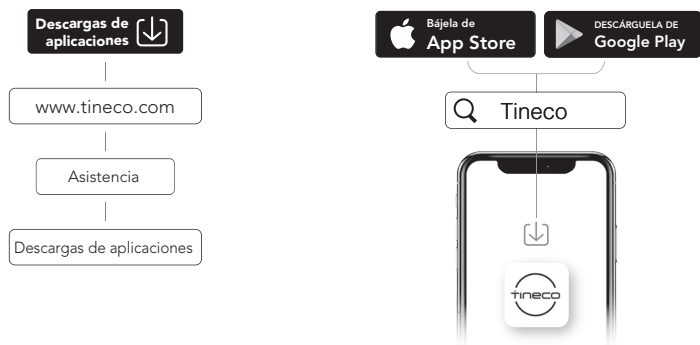 Descargas de
aplicaciones
www.tineco.com
Asistencia
Descargas de aplicaciones
Bájela de
App Store
DESCÁRGUELA DE
Google Play
Tineco
tineco